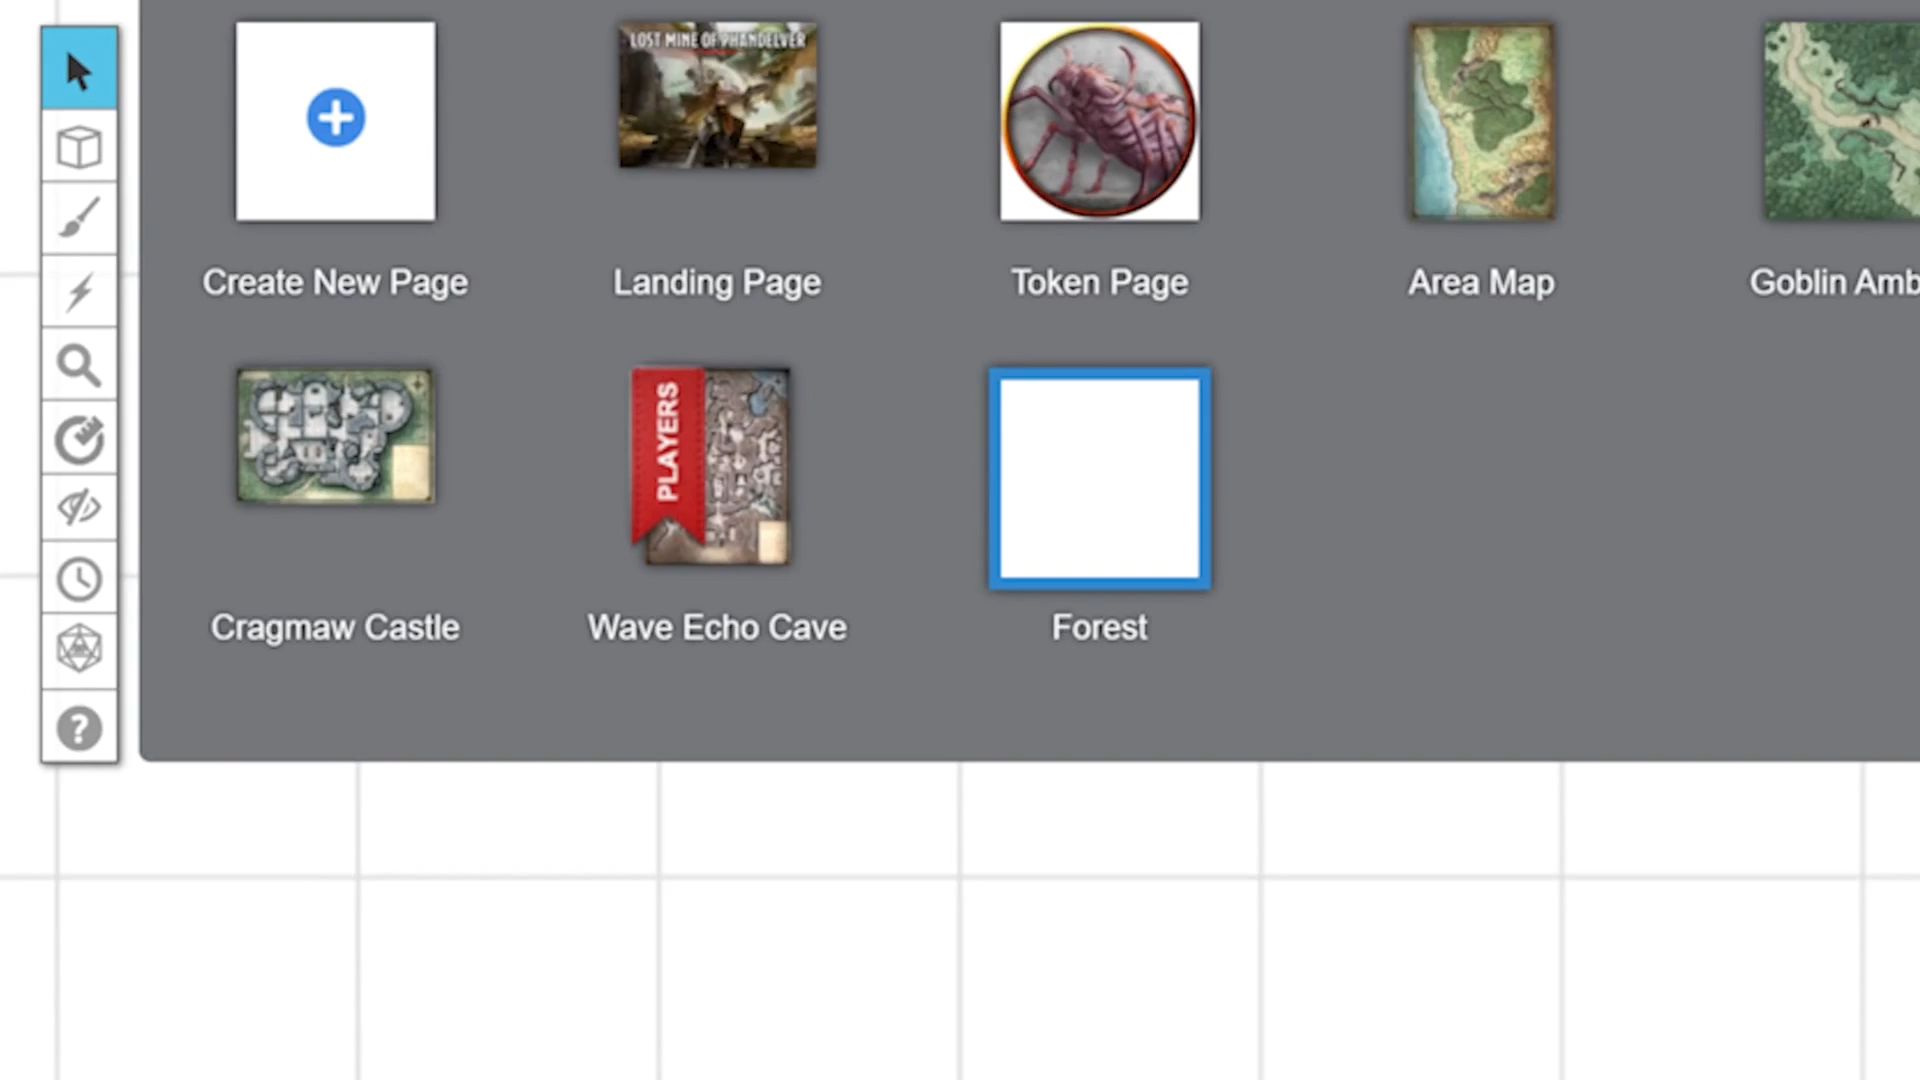 LOST MINE OF PHANDELVER
Create New Page
Landing Page
Token Page
Area Map
Goblin Amb
PLAYERS
Cragmaw Castle
Wave Echo Cave
Forest
?